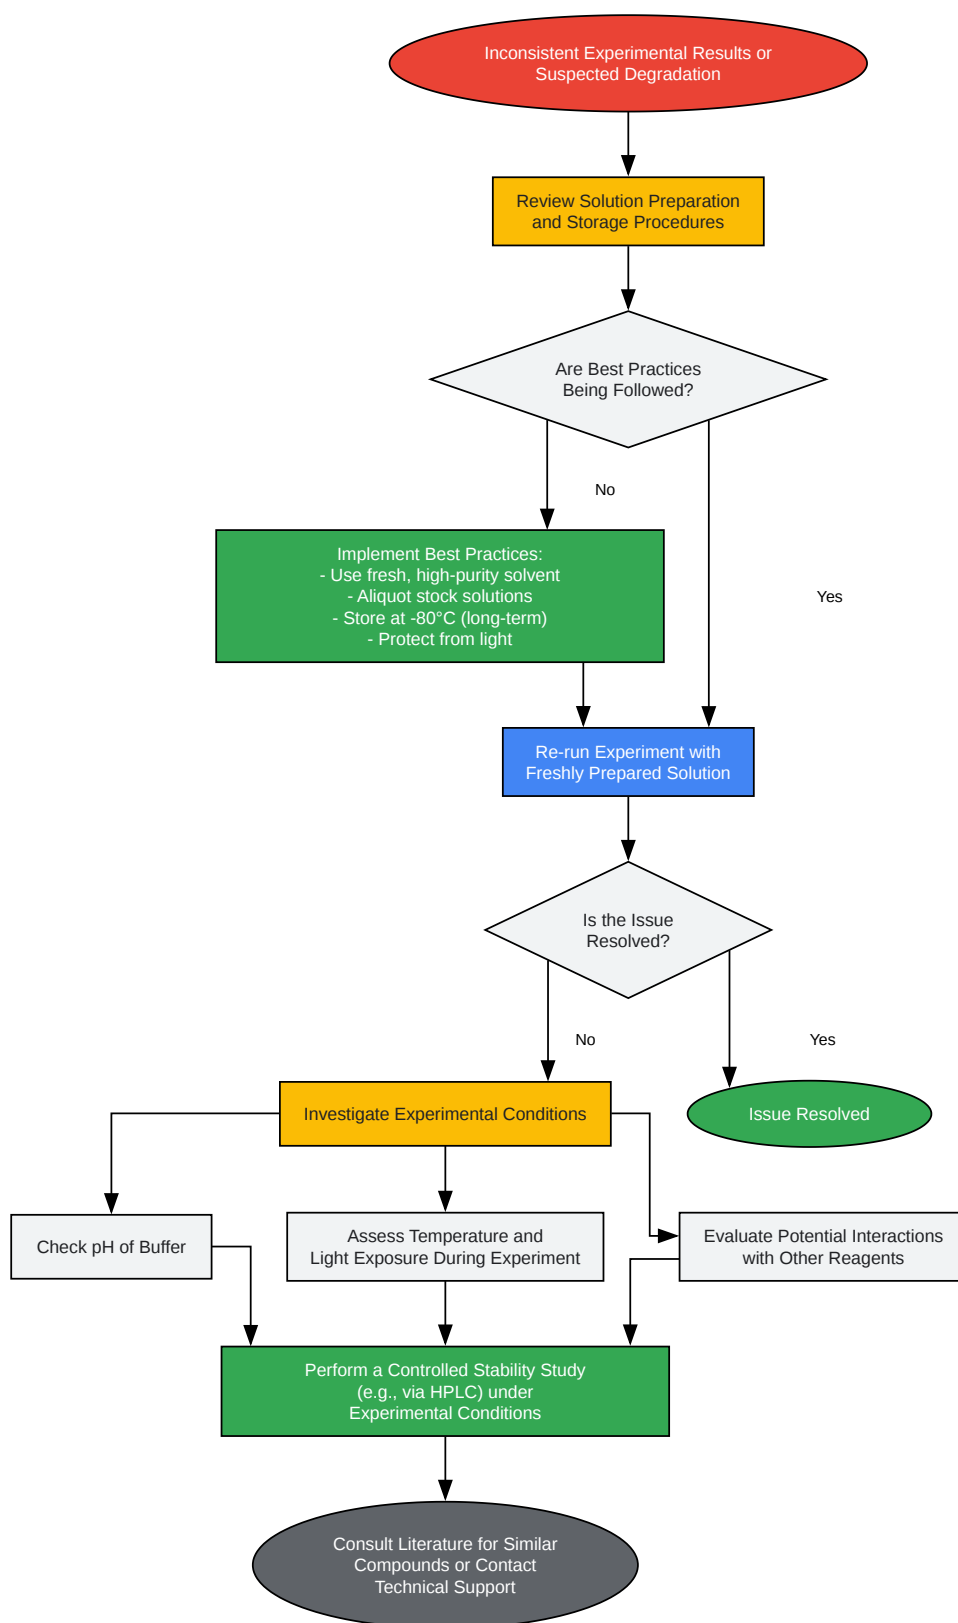 Inconsistent Experimental Results or
Suspected Degradation
Review Solution Preparation
and Storage Procedures
Are Best Practices
Being Followed?
No
Yes
Implement Best Practices:
- Use fresh, high-purity solvent
- Aliquot stock solutions
- Store at -80°C (long-term)
- Protect from light
Re-run Experiment with
Freshly Prepared Solution
Is the Issue
Resolved?
No
Yes
Investigate Experimental Conditions
Issue Resolved
Check pH of Buffer
Assess Temperature and
Light Exposure During Experiment
Evaluate Potential Interactions
with Other Reagents
Perform a Controlled Stability Study
(e.g., via HPLC) under
Experimental Conditions
Consult Literature for Similar
Compounds or Contact
Technical Support